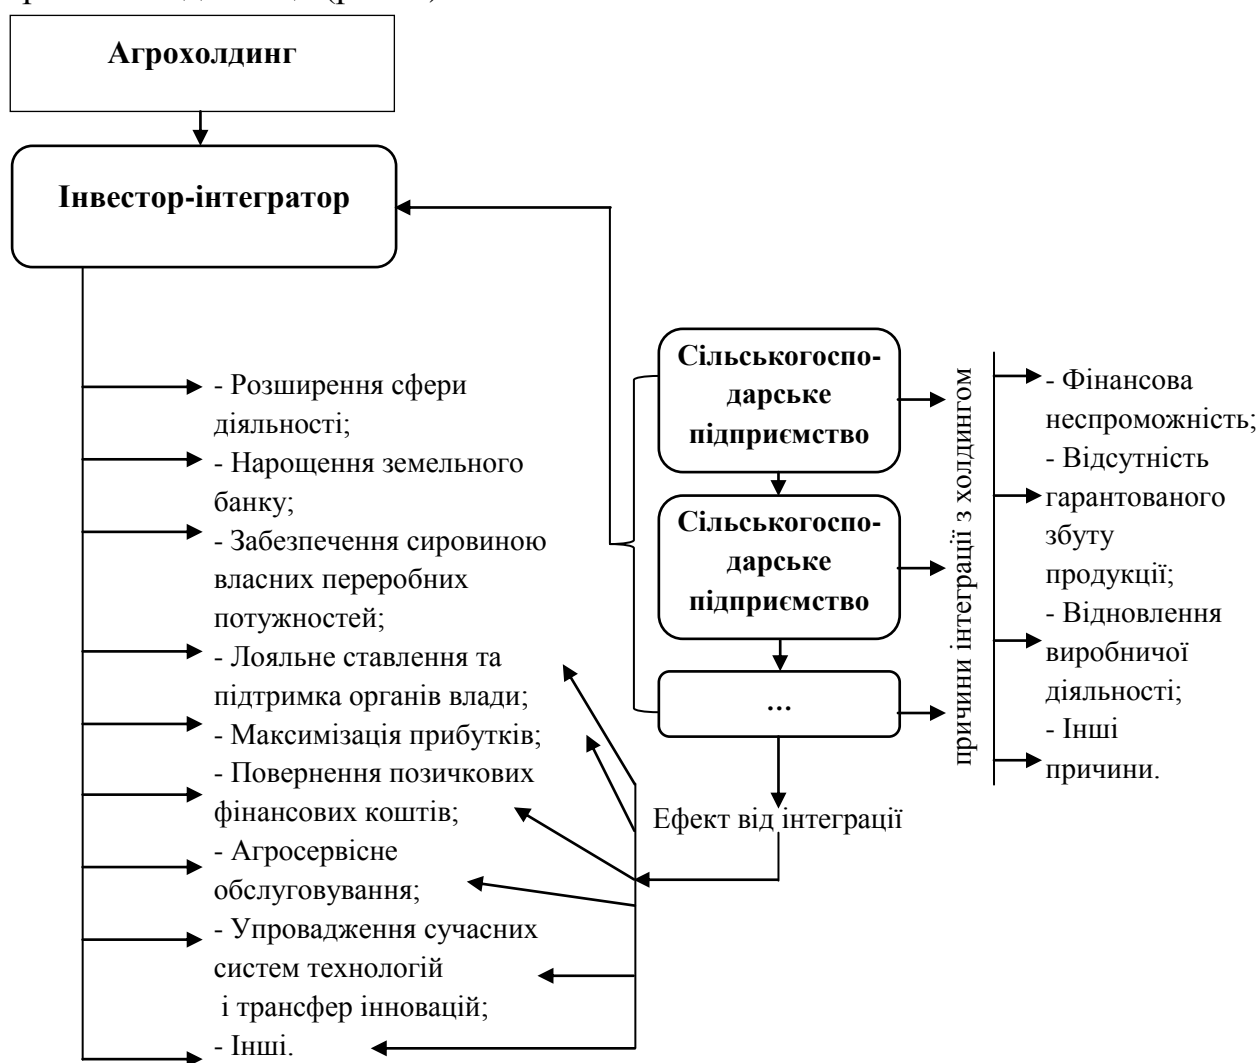 Агрохолдинг
Інвестор-інтегратор
- Розширення сфери
діяльності;
- Нарощення земельного
банку;
- Забезпечення сировиною
власних переробних
потужностей;
- Лояльне ставлення та
підтримка органів влади;
- Максимізація прибутків;
- Повернення позичкових
фінансових коштів;
- Агросервісне
обслуговування;
- Упровадження сучасних
систем технологій
і трансфер інновацій;
- Інші.
Сільськогоспо-
дарське
підприємство
Сільськогоспо-
дарське
підприємство
...
Ефект від інтеграції
причини інтеграції з холдингом
- Фінансова
неспроможність;
- Відсутність
гарантованого
збуту
продукції;
- Відновлення
виробничої
діяльності;
- Інші
причини.